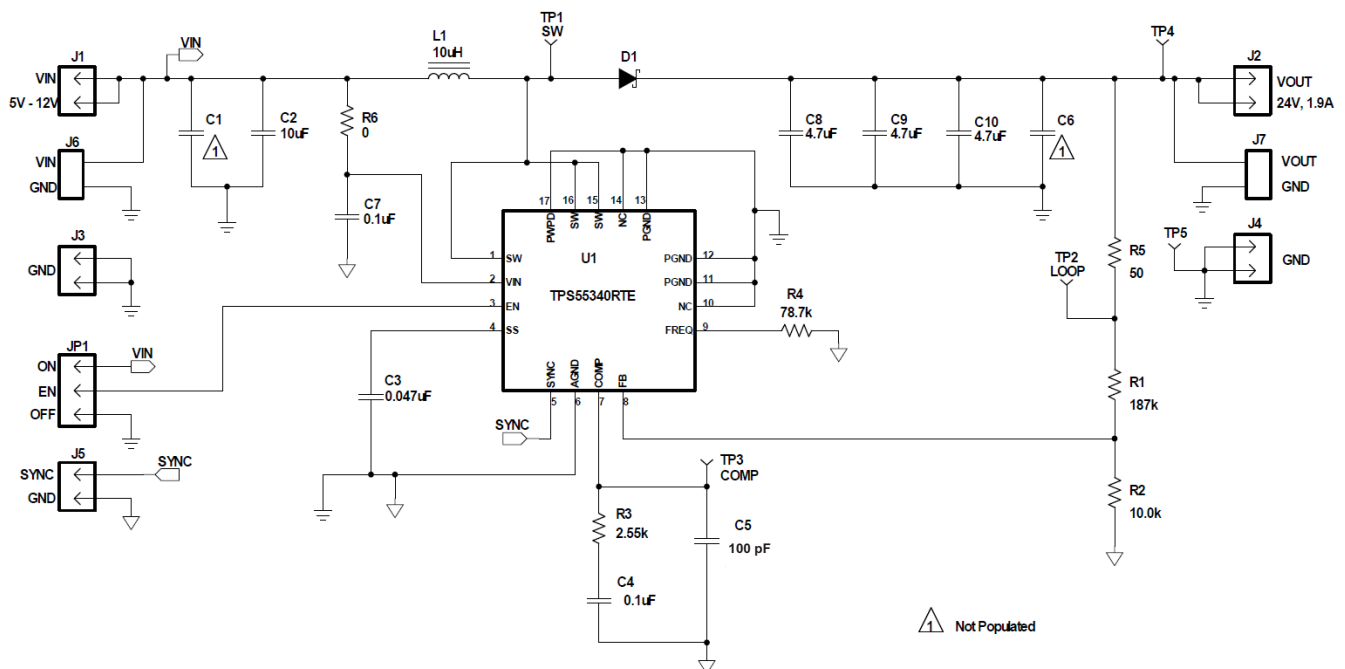 TP1
SW
VIN
L1
10uH
TP4
J1
D1
J2
VIN
VOUT
5V - 12V
24V, 1.9A
C1
1
C2
10uF
R6
0
C8
4.7uF
C9
4.7uF
C10
4.7uF
C6
1
J6
VIN
GND
J7
VOUT
GND
C7
0.1uF
17
16
15
14
13
PWPD
SW
SW
NC
PGND
J3
GND
U1
TPS55340RTE
1
SW
2
VIN
3
EN
4
SS
PGND
12
PGND
11
NC
10
FREQ
9
R4
78.7k
TP2
LOOP
R5
50
TP5
J4
GND
JP1
ON
VIN
EN
OFF
C3
0.047uF
SYNC
AGND
COMP
FB
5
6
7
8
SYNC
R1
187k
J5
SYNC
SYNC
GND
TP3
COMP
R2
10.0k
R3
2.55k
C5
100 pF
C4
0.1uF
1
Not Populated